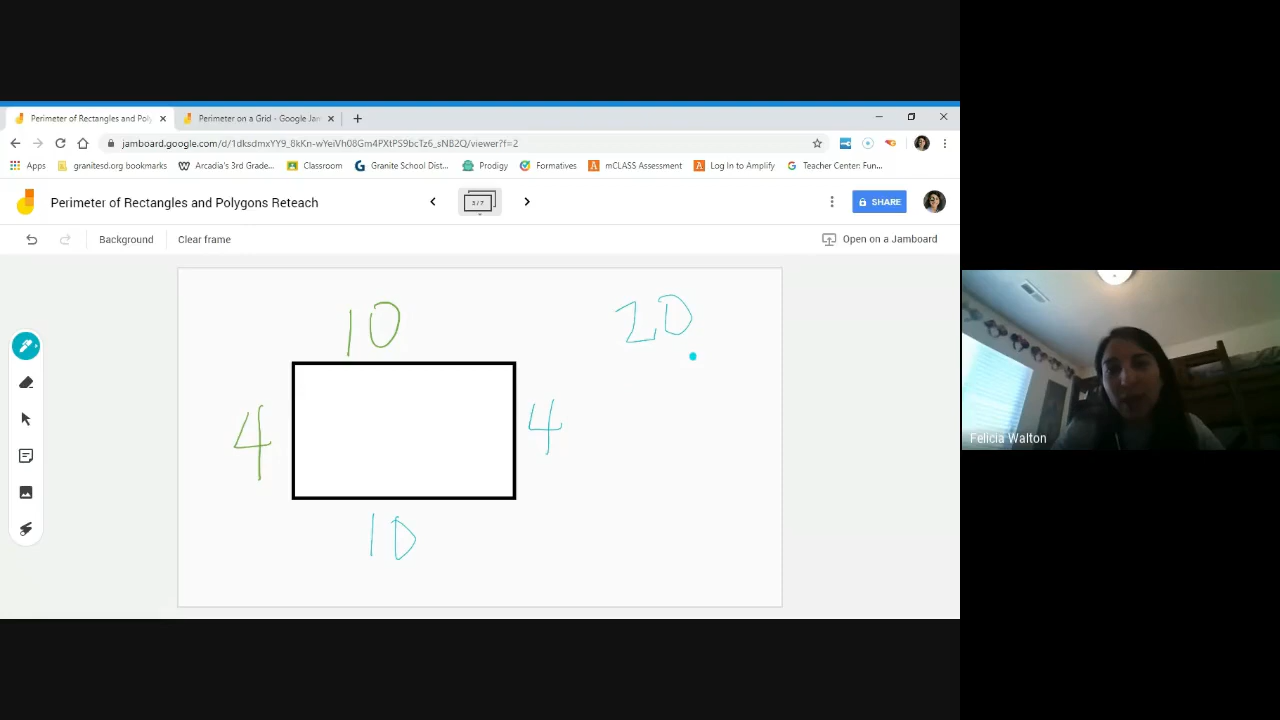 Perimeter of Rectangles and Poly
Perimeter on a Grid - Google Jam
jamboard.google.com/d/1dksdmxYY9_8kKn-wYeiVh08Gm4PXtPS9bcTz6_sNB2Q/viewer?f=2
Apps granitesd.org bookmarks Arcadia's 3rd Grade... Classroom Granite School Dist... Prodigy Formatives mCLASS Assessment Log In to Amplify Teacher Center: Fun...
Perimeter of Rectangles and Polygons Reteach
3/7
SHARE
Background Clear frame
Open on a Jamboard
10
20
4
4
10
Felicia Walton